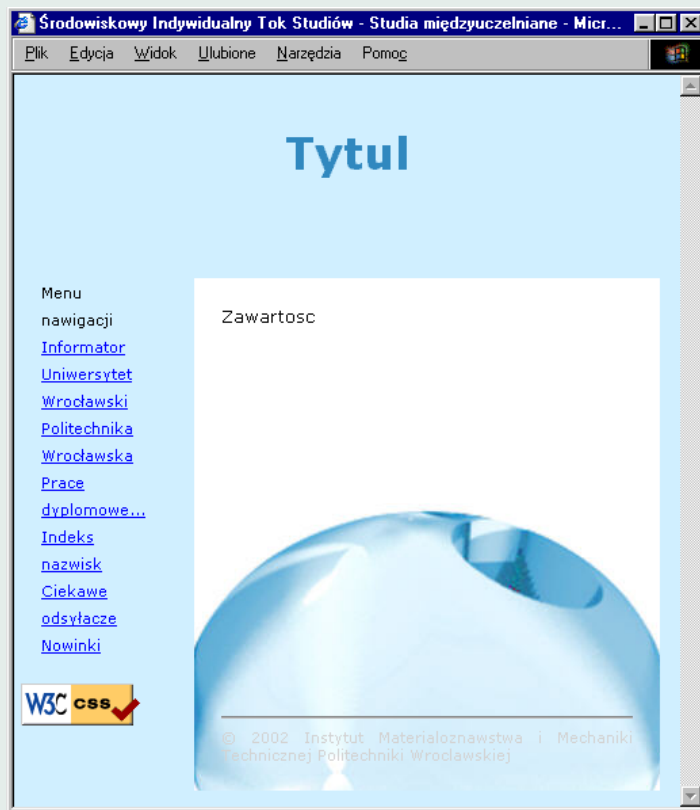 Środowiskowy Indywidualny Tok Studiów - Studia międzyuczelniane - Micr...
Plik Edycja Widok Ulubione Narzędzia Pomoc
Tytul
Menu
nawigacji
Informator
Uniwersytet
Wrocławski
Politechnika
Wrocławska
Prace
dyplomowe...
Indeks
nazwisk
Ciekawe
odsyłacze
Nowinki
W3C css
Zawartosc
© 2002 Instytut Materialoznawstwa i Mechaniki
Technicznej Politechniki Wroclawskiej